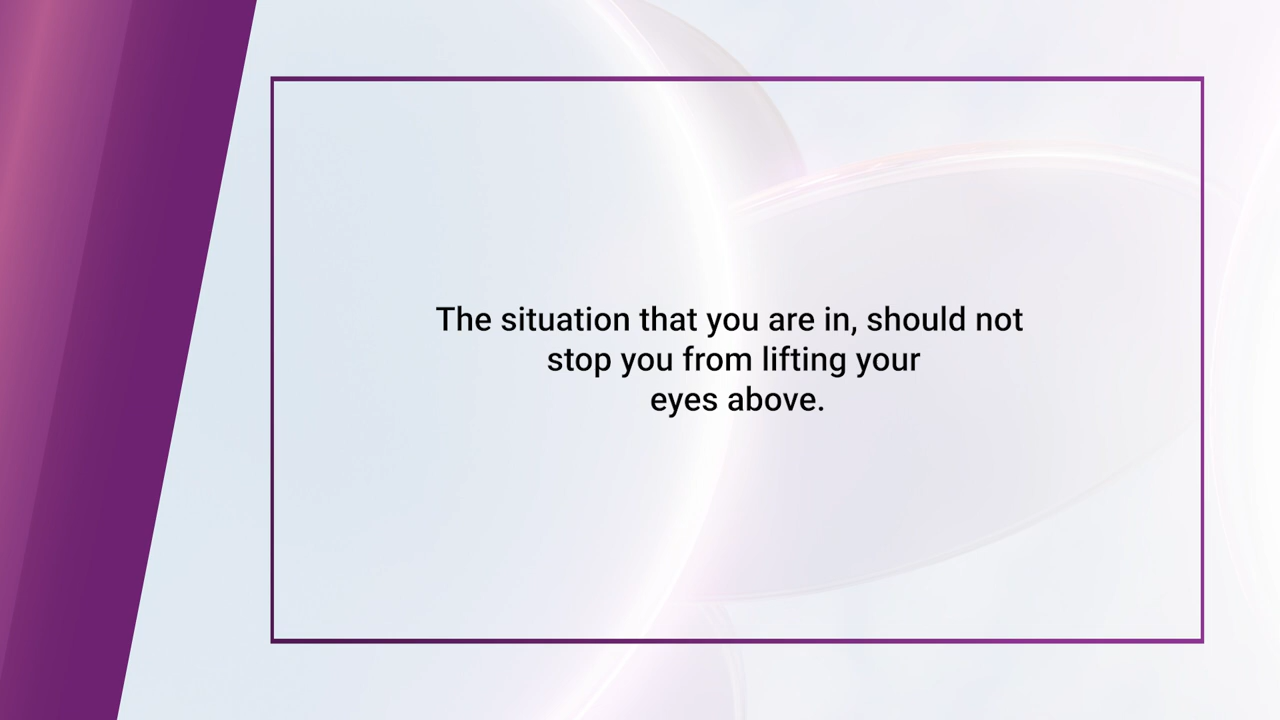 The situation that you are in, should not
stop you from lifting your
eyes above.